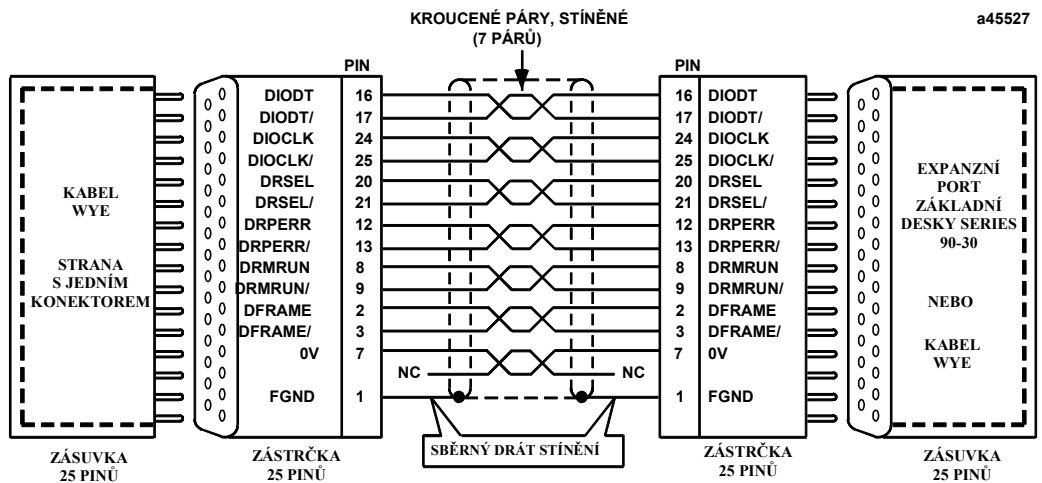 KROUCENÉ PÁRY, STÍNĚNÉ
(7 PÁRŮ)
a45527
PIN PIN
DIODT 16 16 DIODT
DIODT/ 17 17 DIODT/
DIOCLK 24 24 DIOCLK
DIOCLK/ 25 25 DIOCLK/
DRSEL 20 20 DRSEL
DRSEL/ 21 21 DRSEL/
DRPERR 12 12 DRPERR
DRPERR/ 13 13 DRPERR/
DRMRUN 8 8 DRMRUN
DRMRUN/ 9 9 DRMRUN/
DFRAME 2 2 DFRAME
DFRAME/ 3 3 DFRAME/
0V 7 7 0V
NC NC
FGND 1 1 FGND
KABEL
WYE
STRANA
S JEDNÍM
KONEKTOREM
EXPANZNÍ
PORT
ZÁKLADNÍ
DESKY SERIES
90-30
NEBO
KABEL
WYE
SBĚRNÝ DRÁT STÍNĚNÍ
ZÁSUVKA
25 PINŮ
ZÁSTRČKA
25 PINŮ
ZÁSTRČKA
25 PINŮ
ZÁSUVKA
25 PINŮ